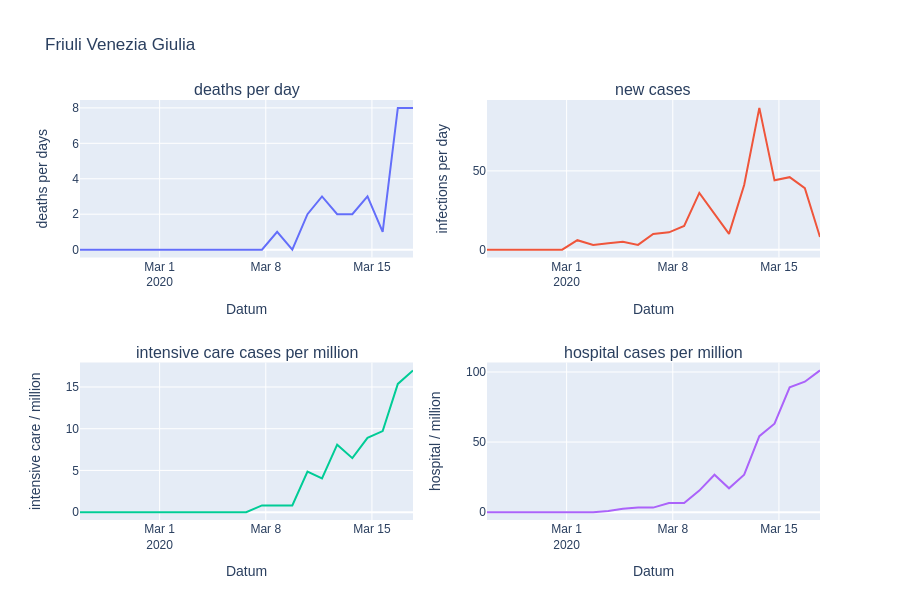 Friuli Venezia Giulia
deaths per day
new cases
deaths per days
8
6
4
2
0
Mar 1
2020
Mar 8
Mar 15
Datum
infections per day
50
0
Mar 1
2020
Mar 8
Mar 15
Datum
intensive care cases per million
hospital cases per million
intensive care / million
15
10
5
0
Mar 1
2020
Mar 8
Mar 15
Datum
hospital / million
100
50
0
Mar 1
2020
Mar 8
Mar 15
Datum